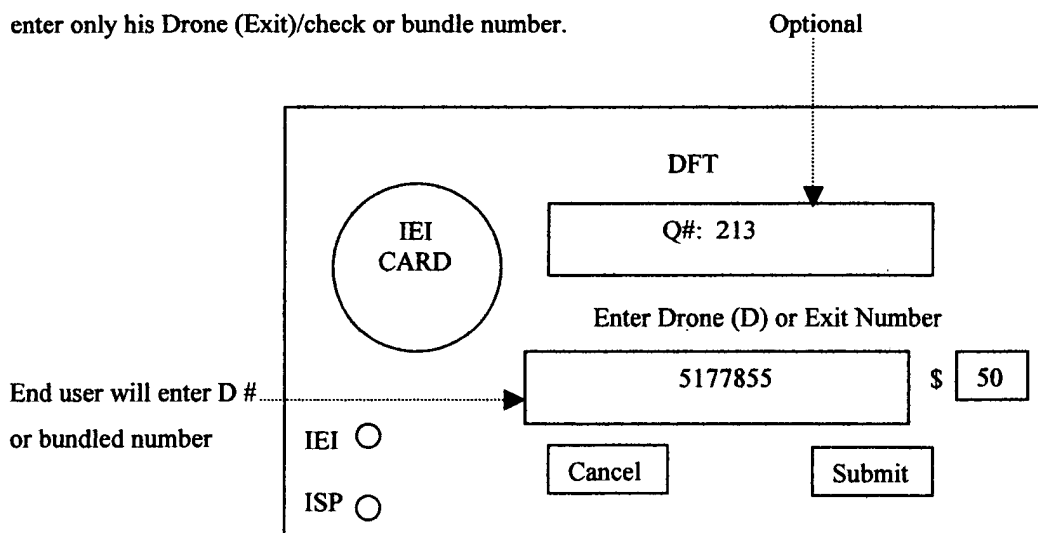 enter only his Drone (Exit)/check or bundle number.
Optional
DFT
IEI
CARD
Q#: 213
Enter Drone (D) or Exit Number
5177855
$ 50
End user will enter D #
or bundled number
IEI
ISP
Cancel
Submit